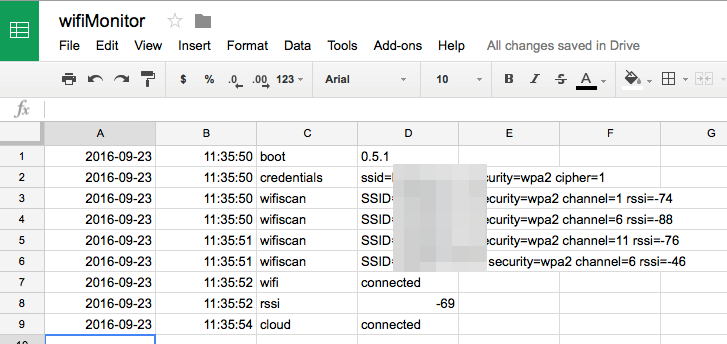 wifiMonitor
File Edit View Insert Format Data Tools Add-ons Help All changes saved in Drive
$ % .0 .00 123 Arial 10 B I S A
fx
A B C D E F G
1 2016-09-23 11:35:50 boot 0.5.1
2 2016-09-23 11:35:50 credentials ssid= curity=wpa2 cipher=1
3 2016-09-23 11:35:50 wifiscan SSID= ecurity=wpa2 channel=1 rssi=-74
4 2016-09-23 11:35:50 wifiscan SSID= ecurity=wpa2 channel=6 rssi=-88
5 2016-09-23 11:35:51 wifiscan SSID= ecurity=wpa2 channel=11 rssi=-76
6 2016-09-23 11:35:51 wifiscan SSID= security=wpa2 channel=6 rssi=-46
7 2016-09-23 11:35:52 wifi connected
8 2016-09-23 11:35:52 rssi -69
9 2016-09-23 11:35:54 cloud connected
10